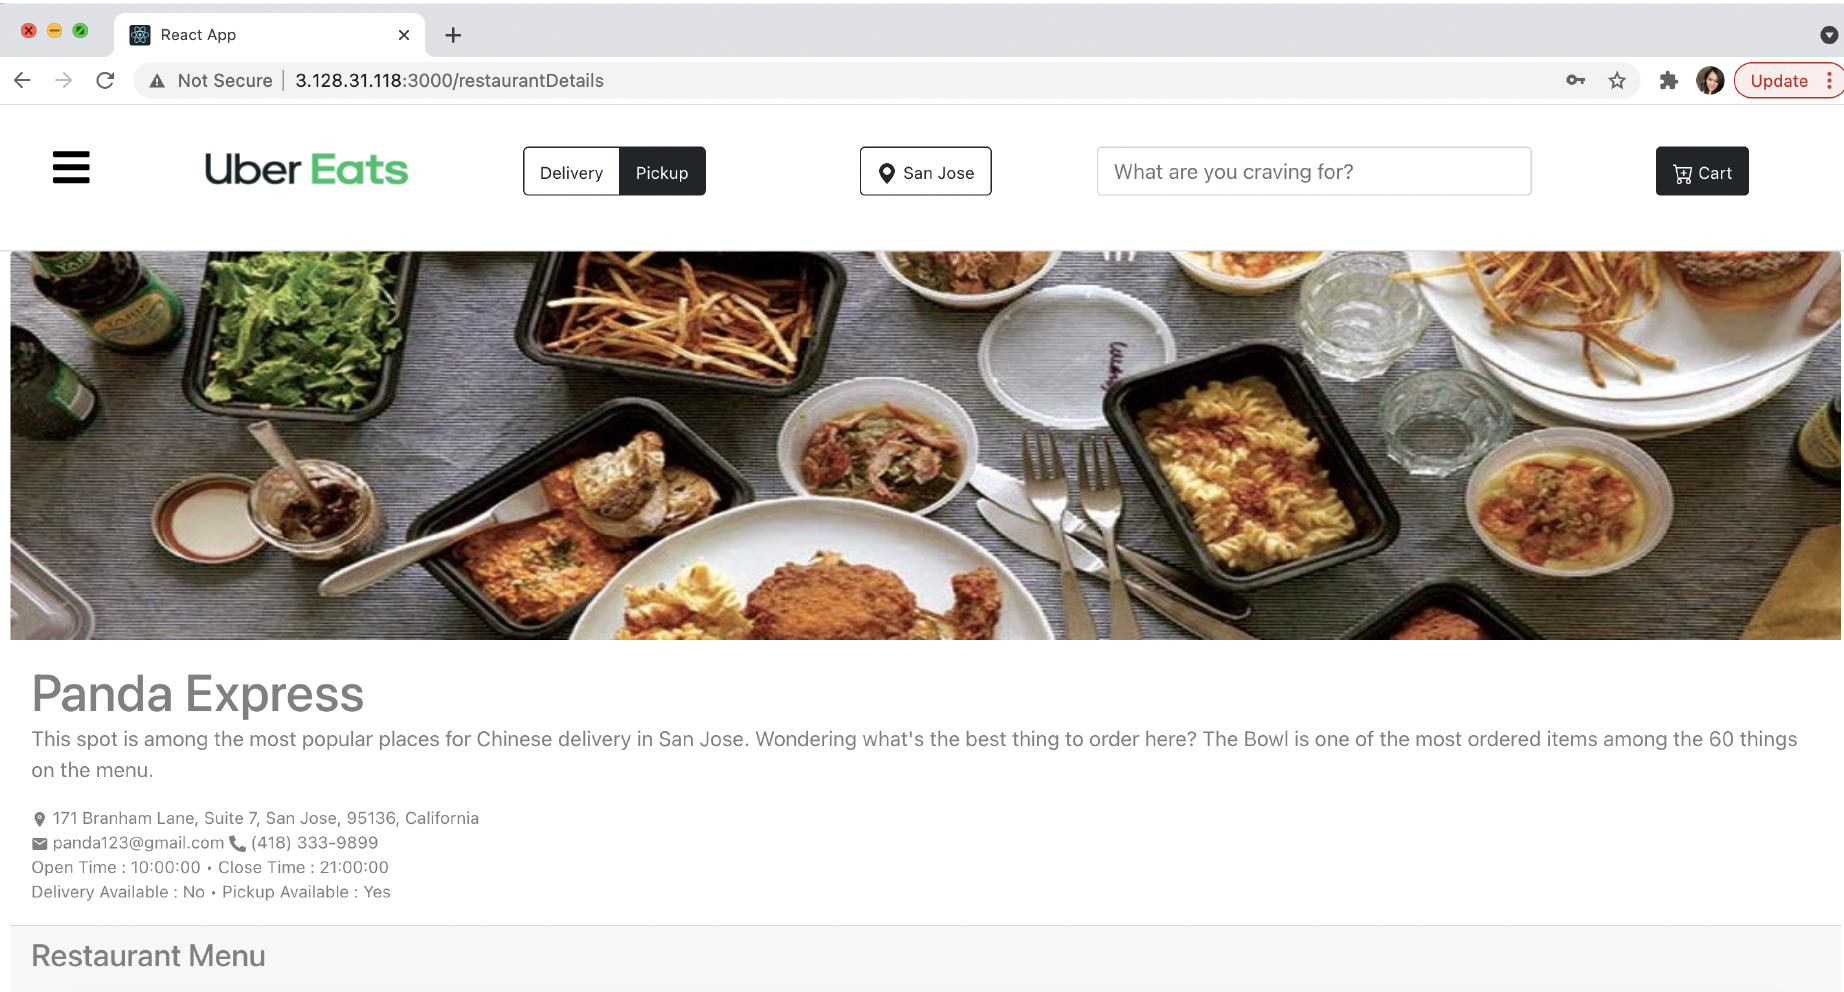 React App
Not Secure | 3.128.31.118:3000/restaurantDetails
Update
Uber Eats
Delivery Pickup
San Jose
What are you craving for?
Cart
Panda Express
This spot is among the most popular places for Chinese delivery in San Jose. Wondering what's the best thing to order here? The Bowl is one of the most ordered items among the 60 things
on the menu.
171 Branham Lane, Suite 7, San Jose, 95136, California
panda123@gmail.com (418) 333-9899
Open Time : 10:00:00 • Close Time : 21:00:00
Delivery Available : No • Pickup Available : Yes
Restaurant Menu